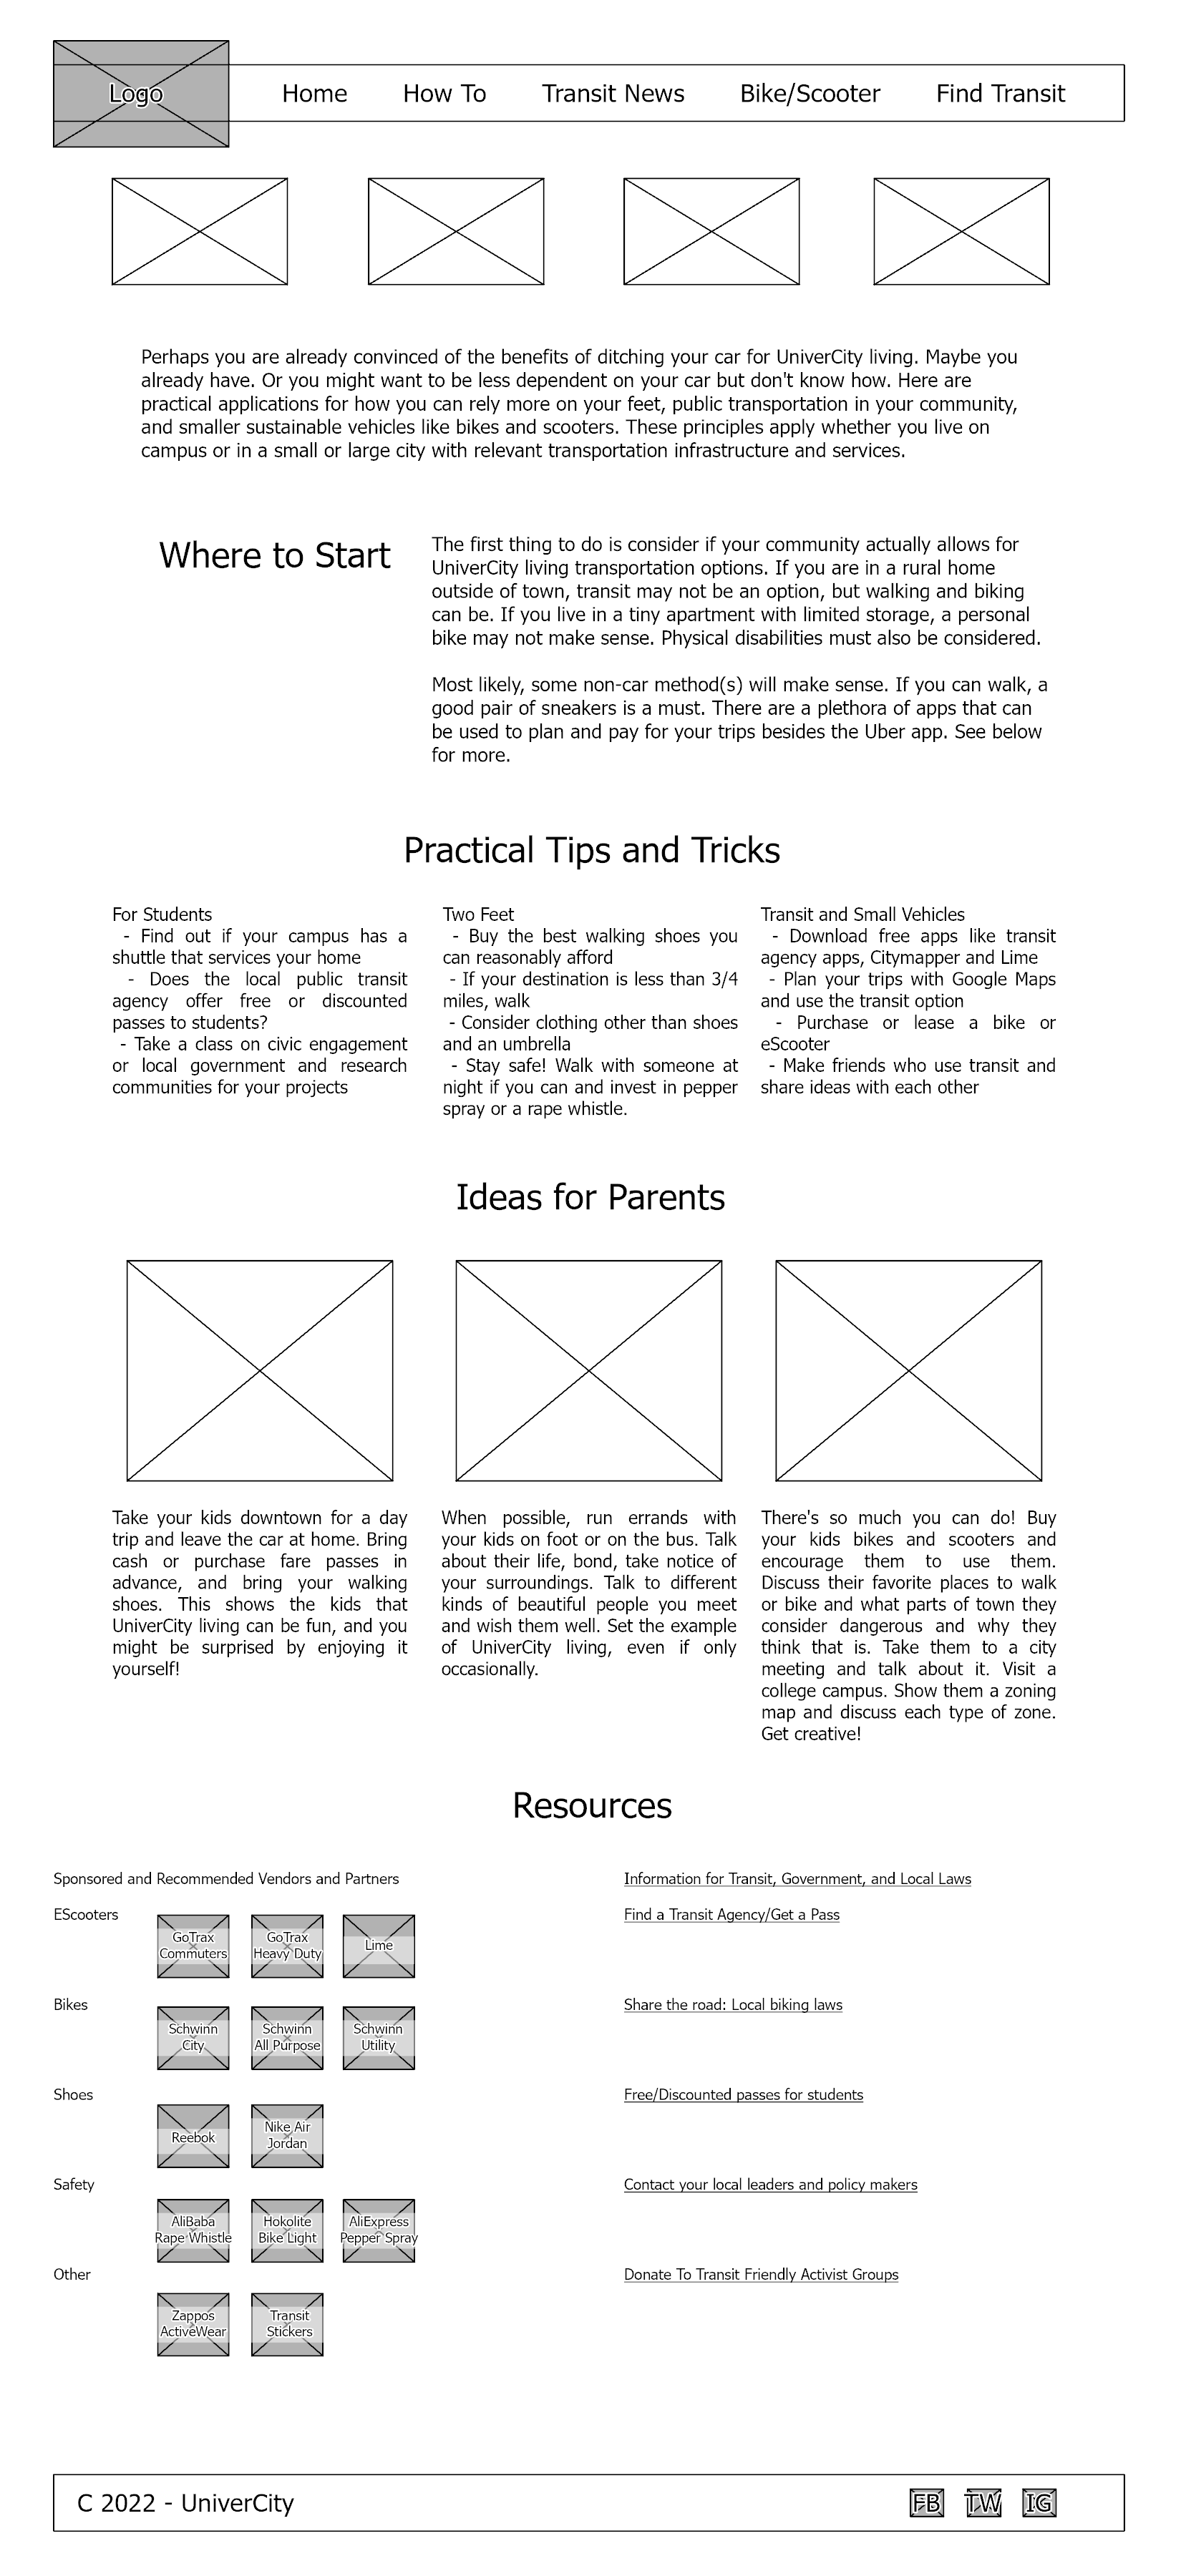 Logo
Home How To Transit News Bike/Scooter Find Transit
Perhaps you are already convinced of the benefits of ditching your car for UniverCity living. Maybe you
already have. Or you might want to be less dependent on your car but don't know how. Here are
practical applications for how you can rely more on your feet, public transportation in your community,
and smaller sustainable vehicles like bikes and scooters. These principles apply whether you live on
campus or in a small or large city with relevant transportation infrastructure and services.
Where to Start
The first thing to do is consider if your community actually allows for
UniverCity living transportation options. If you are in a rural home
outside of town, transit may not be an option, but walking and biking
can be. If you live in a tiny apartment with limited storage, a personal
bike may not make sense. Physical disabilities must also be considered.
Most likely, some non-car method(s) will make sense. If you can walk, a
good pair of sneakers is a must. There are a plethora of apps that can
be used to plan and pay for your trips besides the Uber app. See below
for more.
Practical Tips and Tricks
For Students
- Find out if your campus has a
shuttle that services your home
- Does the local public transit
agency offer free or discounted
passes to students?
- Take a class on civic engagement
or local government and research
communities for your projects
Two Feet
- Buy the best walking shoes you
can reasonably afford
- If your destination is less than 3/4
miles, walk
- Consider clothing other than shoes
and an umbrella
- Stay safe! Walk with someone at
night if you can and invest in pepper
spray or a rape whistle.
Transit and Small Vehicles
- Download free apps like transit
agency apps, Citymapper and Lime
- Plan your trips with Google Maps
and use the transit option
- Purchase or lease a bike or
eScooter
- Make friends who use transit and
share ideas with each other
Ideas for Parents
Take your kids downtown for a day
trip and leave the car at home. Bring
cash or purchase fare passes in
advance, and bring your walking
shoes. This shows the kids that
UniverCity living can be fun, and you
might be surprised by enjoying it
yourself!
When possible, run errands with
your kids on foot or on the bus. Talk
about their life, bond, take notice of
your surroundings. Talk to different
kinds of beautiful people you meet
and wish them well. Set the example
of UniverCity living, even if only
occasionally.
There's so much you can do! Buy
your kids bikes and scooters and
encourage them to use them.
Discuss their favorite places to walk
or bike and what parts of town they
consider dangerous and why they
think that is. Take them to a city
meeting and talk about it. Visit a
college campus. Show them a zoning
map and discuss each type of zone.
Get creative!
Resources
Sponsored and Recommended Vendors and Partners
EScooters
GoTrax
Commuters
GoTrax
Heavy Duty
Lime
Bikes
Schwinn
City
Schwinn
All Purpose
Schwinn
Utility
Shoes
Reebok
Nike Air
Jordan
Safety
AliBaba
Rape Whistle
Hokolite
Bike Light
AliExpress
Pepper Spray
Other
Zappos
ActiveWear
Transit
Stickers
Information for Transit, Government, and Local Laws
Find a Transit Agency/Get a Pass
Share the road: Local biking laws
Free/Discounted passes for students
Contact your local leaders and policy makers
Donate To Transit Friendly Activist Groups
C 2022 - UniverCity
FB TW IG